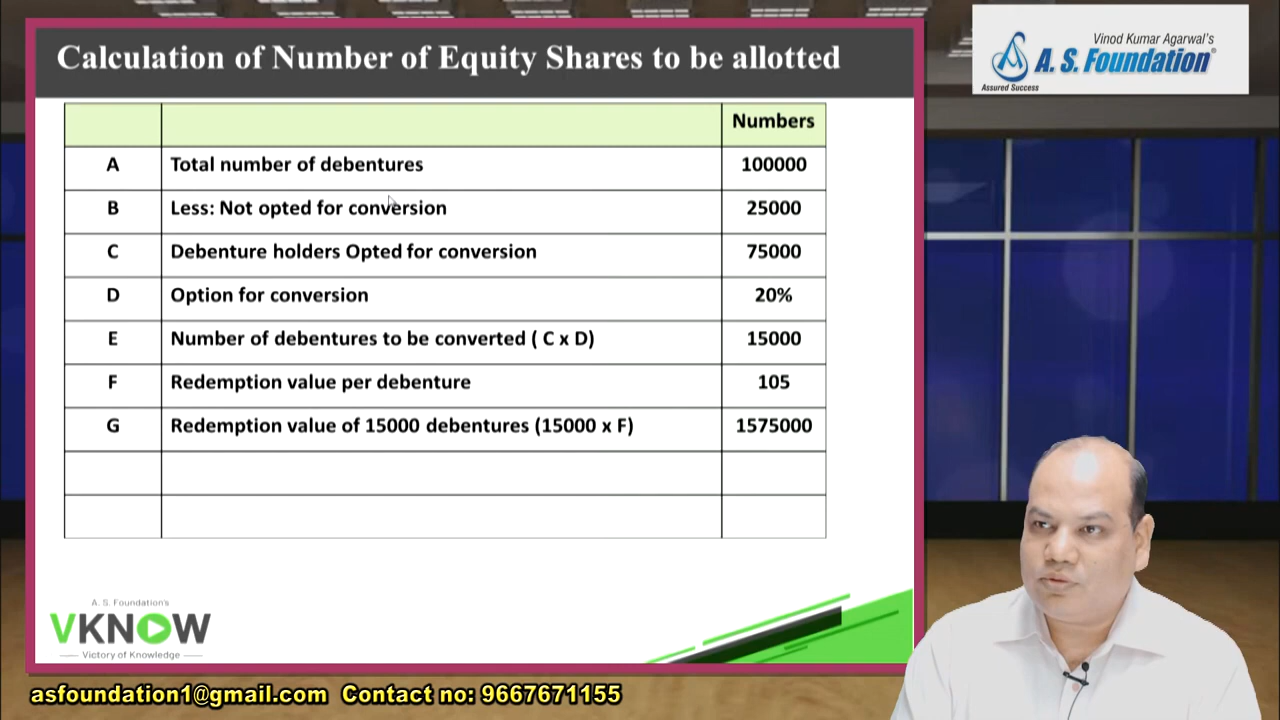 Calculation of Number of Equity Shares to be allotted
Vinod Kumar Agarwal's
A. S. Foundation®
Assured Success
Numbers
A Total number of debentures 100000
B Less: Not opted for conversion 25000
C Debenture holders Opted for conversion 75000
D Option for conversion 20%
E Number of debentures to be converted ( C x D) 15000
F Redemption value per debenture 105
G Redemption value of 15000 debentures (15000 x F) 1575000
A. S. Foundation's
VKNOW
Victory of Knowledge
asfoundation1@gmail.com Contact no: 9667671155